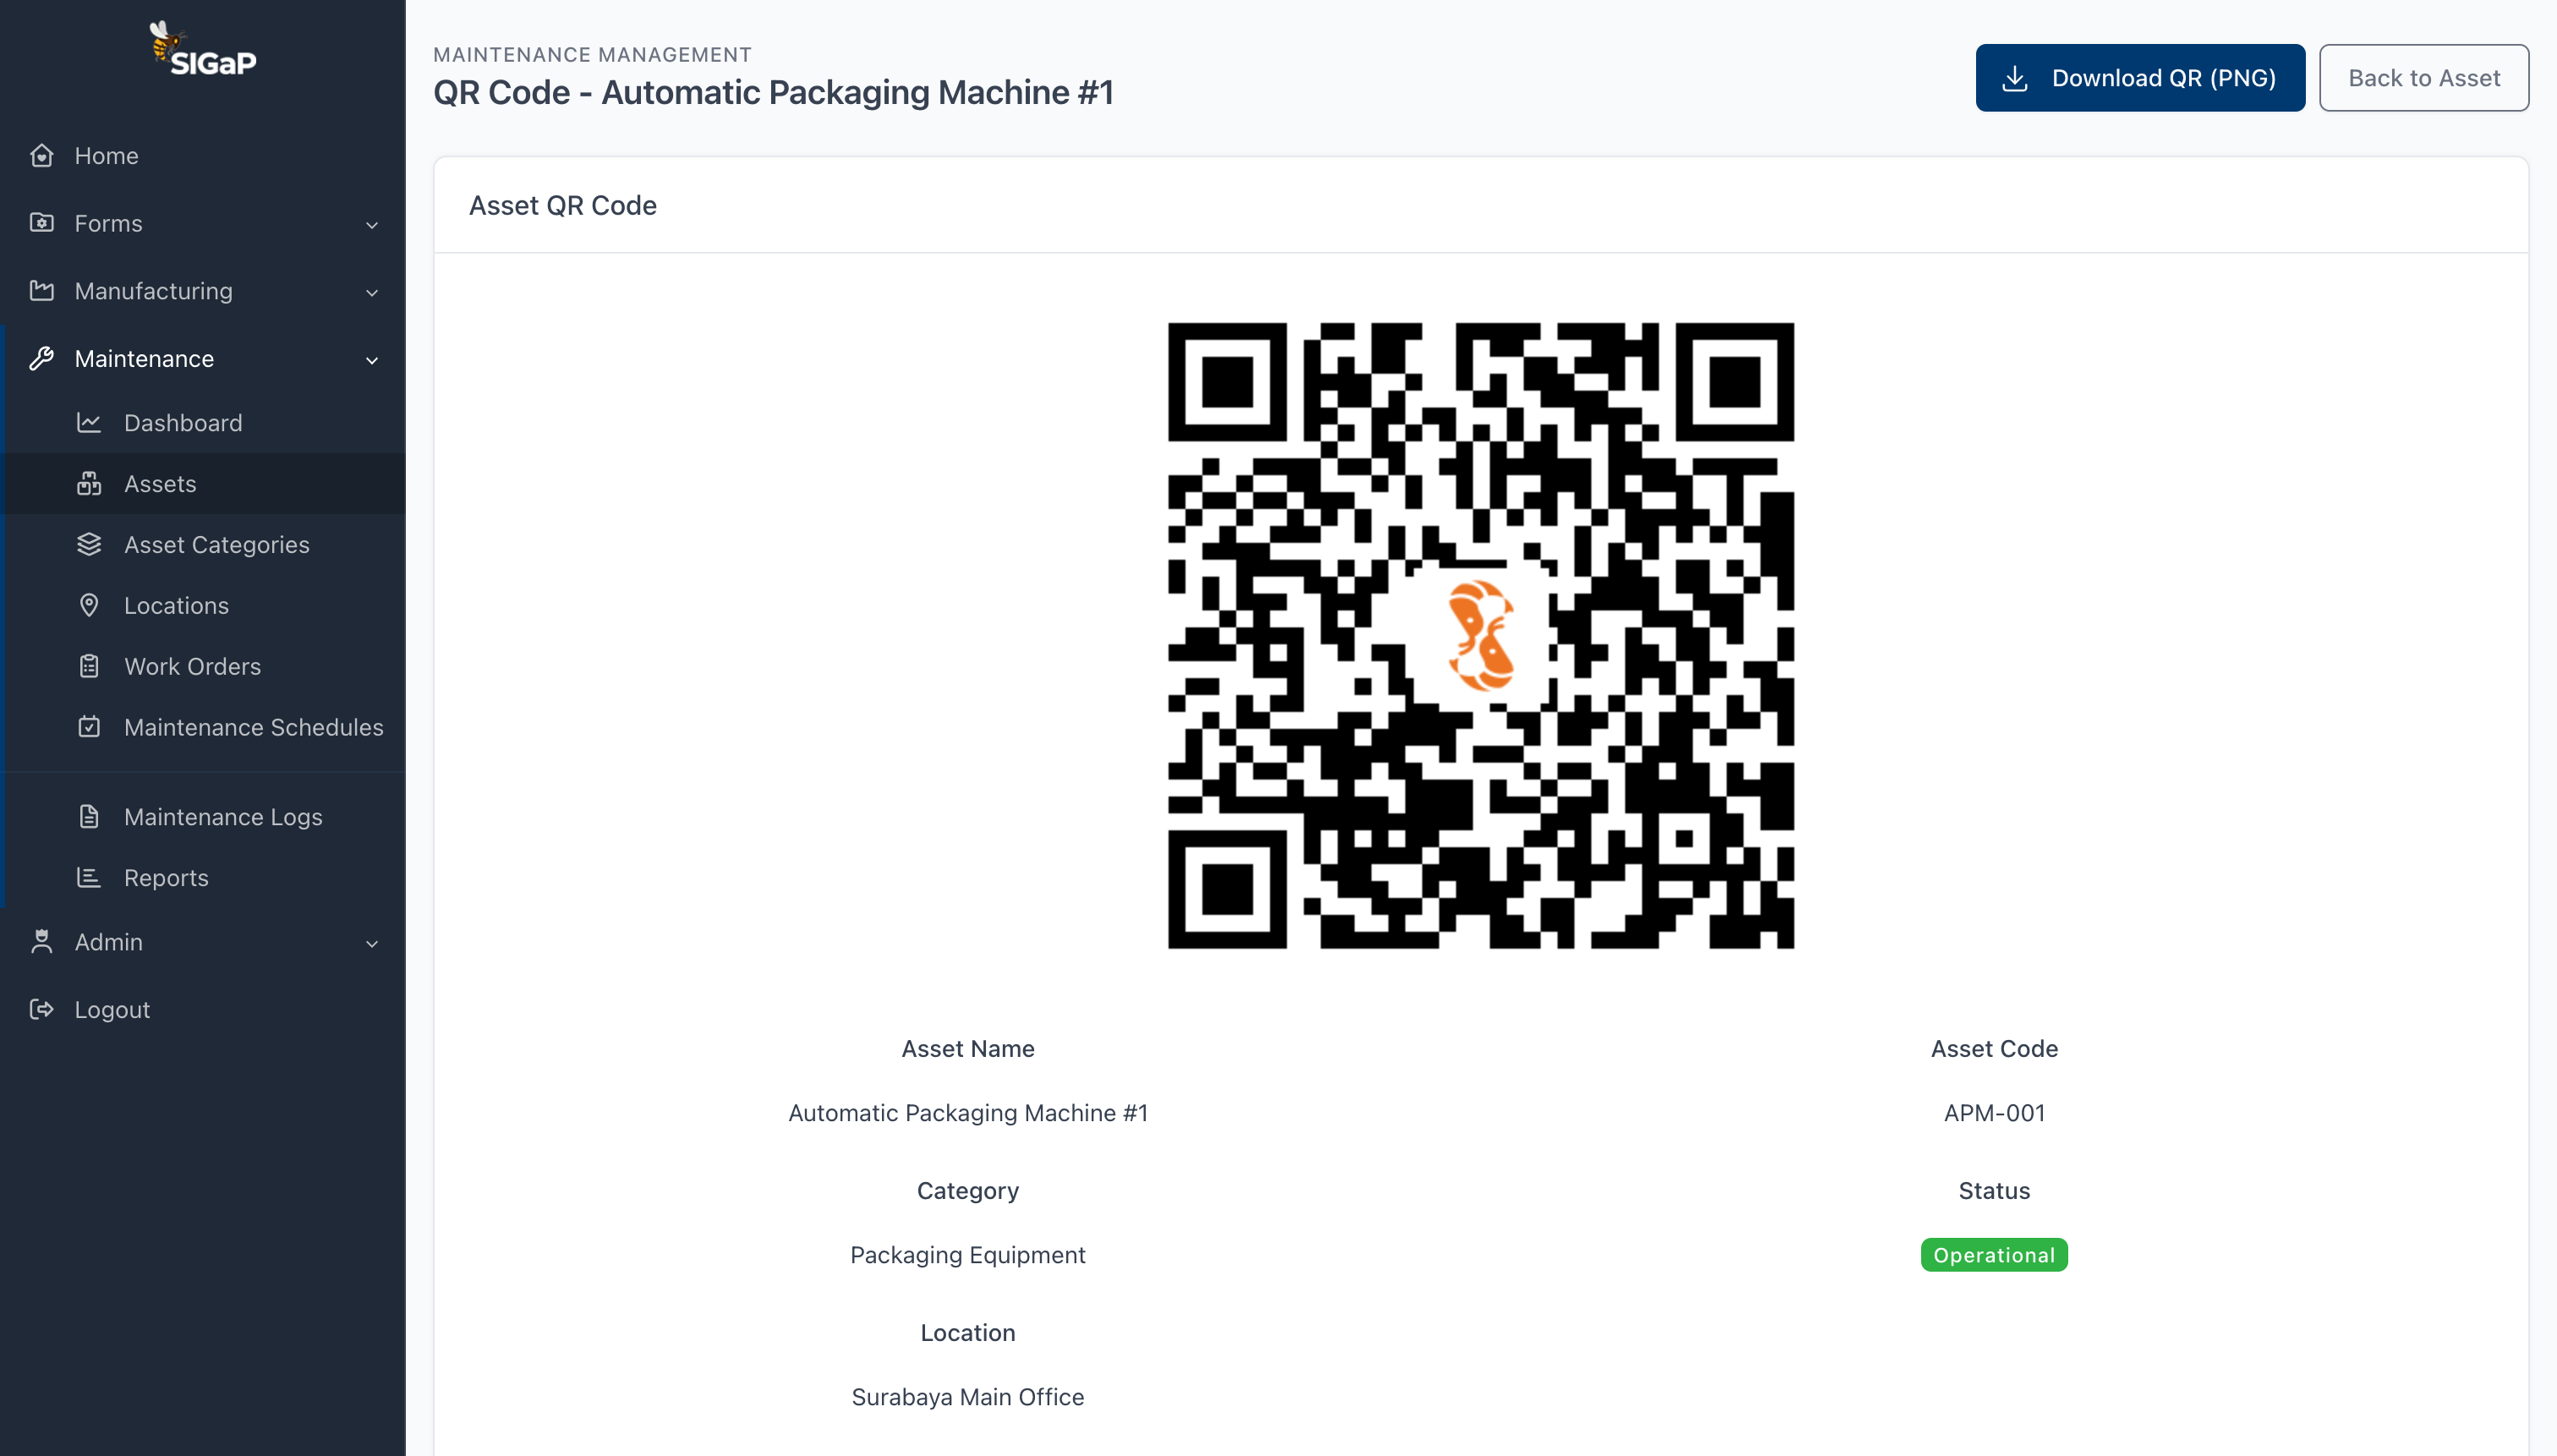 SIGaP
Home
Forms
Manufacturing
Maintenance
Dashboard
Assets
Asset Categories
Locations
Work Orders
Maintenance Schedules
Maintenance Logs
Reports
Admin
Logout
MAINTENANCE MANAGEMENT
QR Code - Automatic Packaging Machine #1
Download QR (PNG)
Back to Asset
Asset QR Code
Asset Name
Automatic Packaging Machine #1
Asset Code
APM-001
Category
Packaging Equipment
Status
Operational
Location
Surabaya Main Office